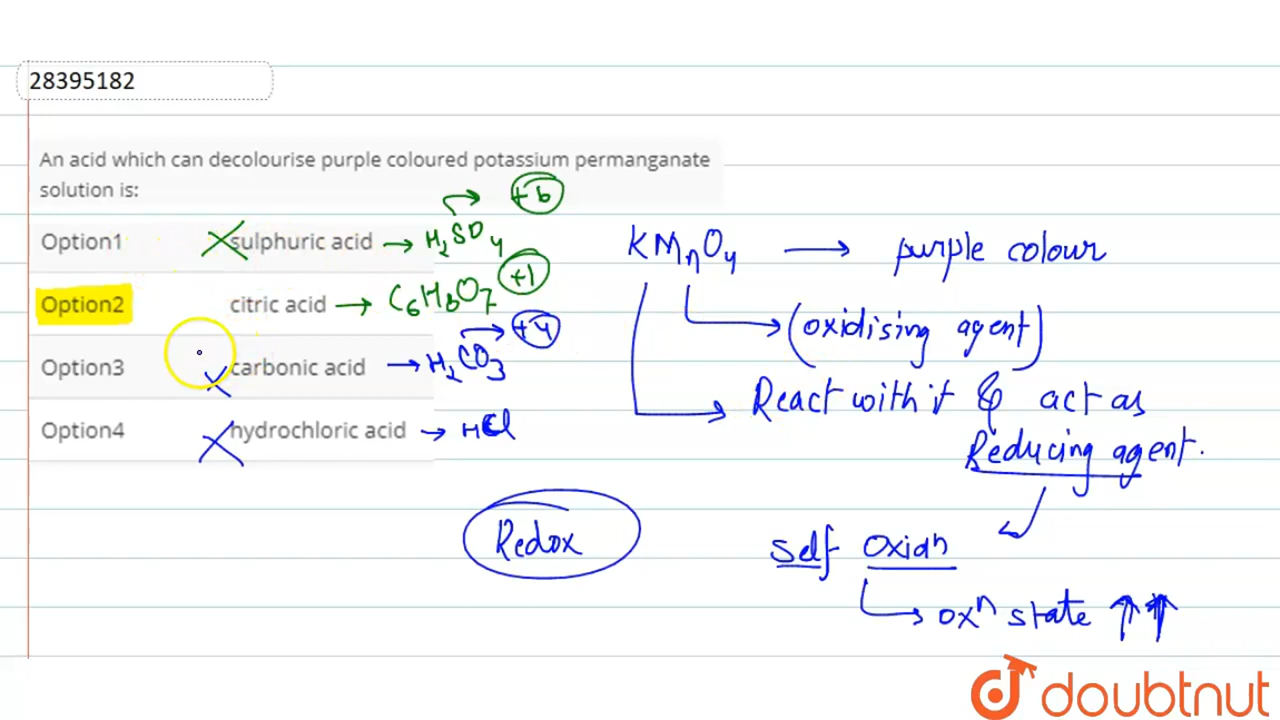 28395182
An acid which can decolourise purple coloured potassium permanganate
solution is:
Option1 sulphuric acid → H₂SO₄ +6
Option2 citric acid → C₆H₈O₇ +1
Option3 carbonic acid → H₂CO₃ +4
Option4 hydrochloric acid → HCl
KMnO₄ → purple colour
(oxidising agent)
React with it & act as
Reducing agent.
Redox
self oxian
oxⁿ state ↑↑
doubtnut